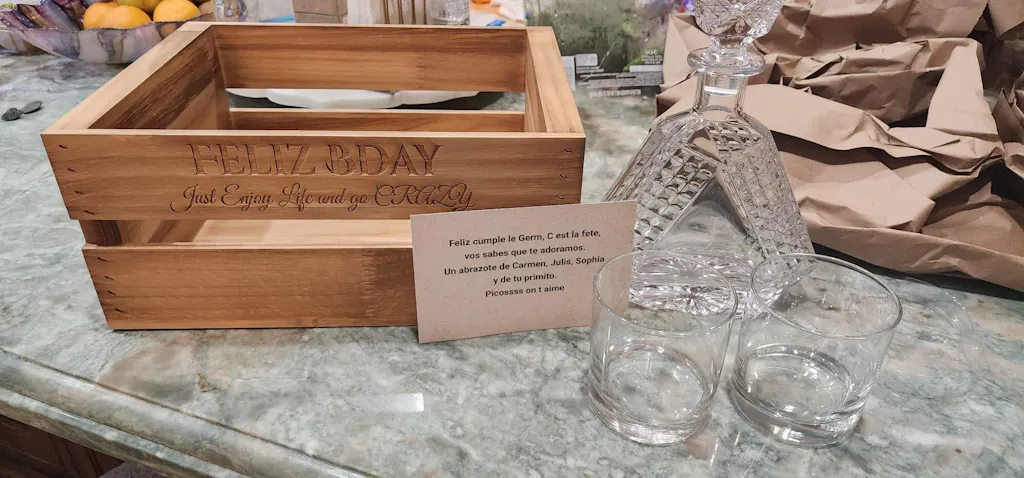 FELIZ BDAY
Just Enjoy Life and go CRAZY
Feliz cumple le Germ, C est la fete,
vos sabes que te adoramos.
Un abrazote de Carmen, Julis, Sophia
y de tu primito.
Picossss on t aime